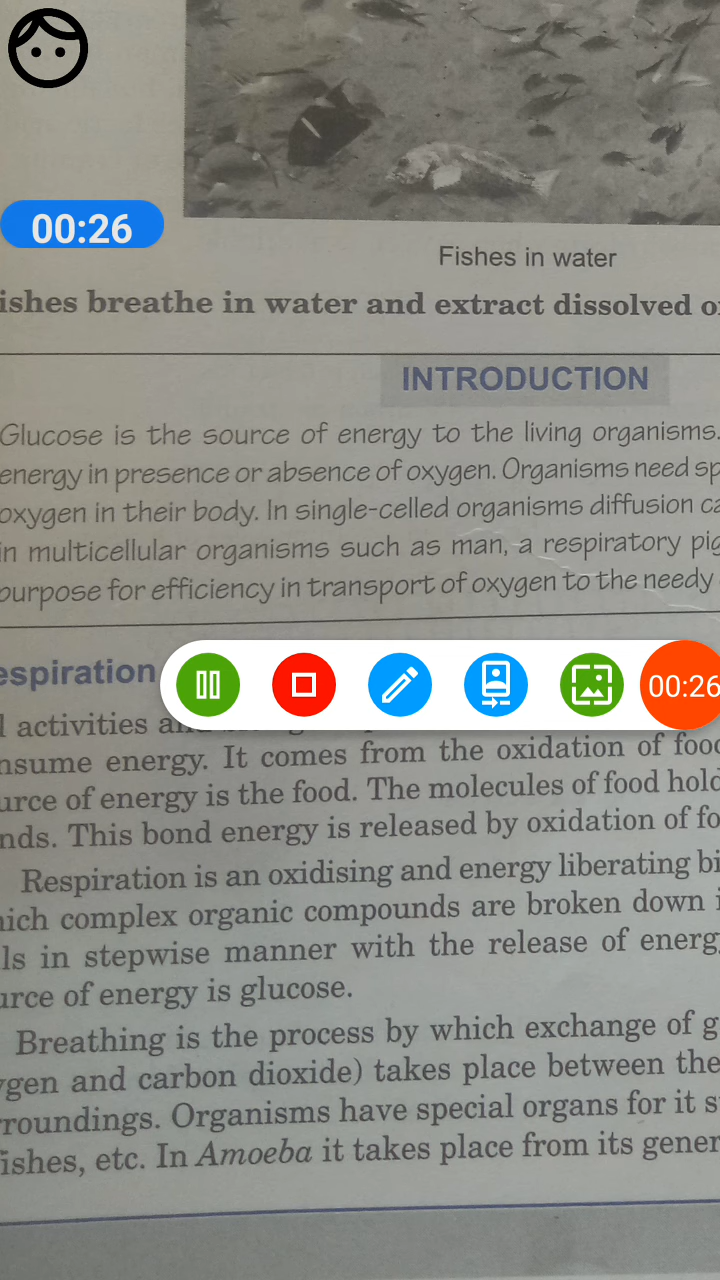 00:26
Fishes in water
ishes breathe in water and extract dissolved
INTRODUCTION
Glucose is the source of energy to the living organisms.
energy in presence or absence of oxygen. Organisms need sp
oxygen in their body. In single-celled organisms diffusion ca
in multicellular organisms such as man, a respiratory pig
purpose for efficiency in transport of oxygen to the needy
espiration
00:26
l activities
nsume energy. It comes from the oxidation of food
urce of energy is the food. The molecules of food hold
nds. This bond energy is released by oxidation of fo
Respiration is an oxidising and energy liberating bi
hich complex organic compounds are broken down i
ls in stepwise manner with the release of energy
urce of energy is glucose.
Breathing is the process by which exchange of g
ygen and carbon dioxide) takes place between the
roundings. Organisms have special organs for it s
ishes, etc. In Amoeba it takes place from its gener